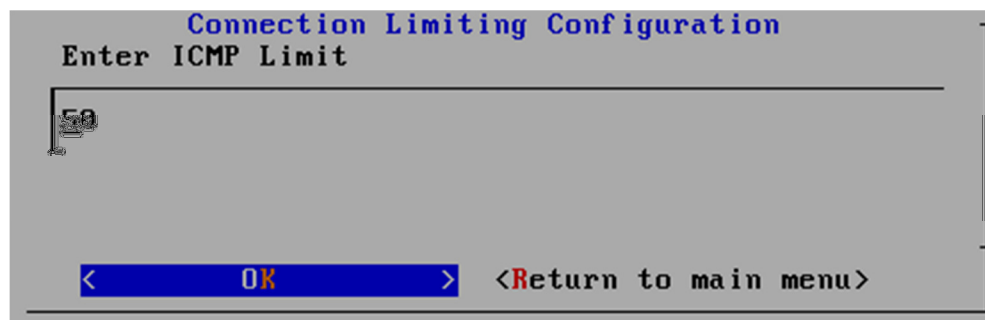 Connection Limiting Configuration
Enter ICMP Limit
50
< OK > <Return to main menu>